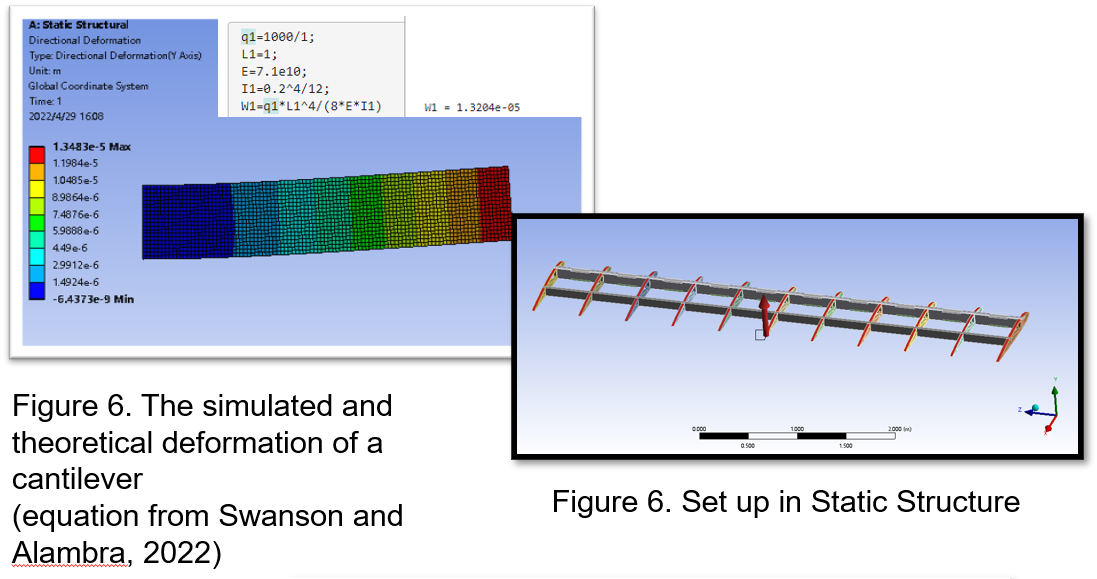 A: Static Structural
Directional Deformation
Type: Directional Deformation(Y Axis)
Unit: m
Global Coordinate System
Time: 1
2022/4/29 16:08
q1=1000/1;
L1=1;
E=7.1e10;
I1=0.2^4/12;
W1=q1*L1^4/(8*E*I1)
W1 = 1.3204e-05
1.3483e-5 Max
1.1984e-5
1.0485e-5
8.9864e-6
7.4876e-6
5.9888e-6
4.49e-6
2.9912e-6
1.4924e-6
-6.4373e-9 Min
0.000
1.000
2.000 (m)
0.500
1.500
Y
Z
X
Figure 6. The simulated and
theoretical deformation of a
cantilever
(equation from Swanson and
Alambra, 2022)
Figure 6. Set up in Static Structure